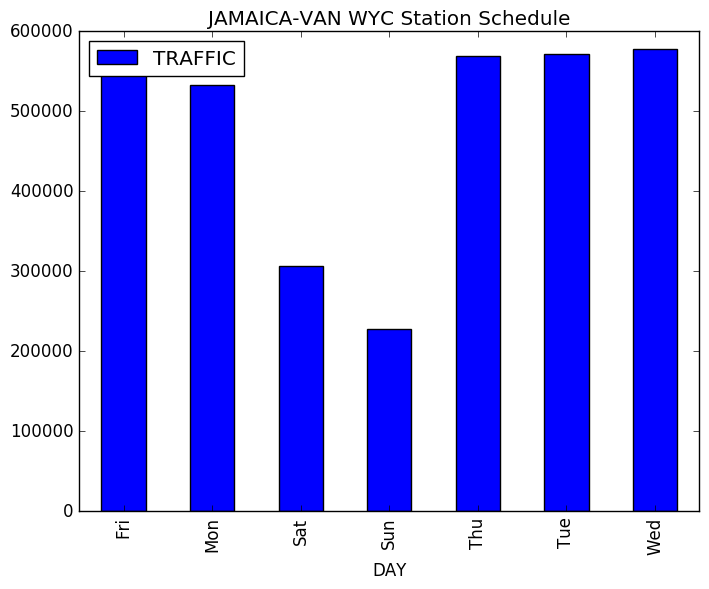 JAMAICA-VAN WYC Station Schedule
TRAFFIC
600000
500000
400000
300000
200000
100000
0
Fri
Mon
Sat
Sun
Thu
Tue
Wed
DAY